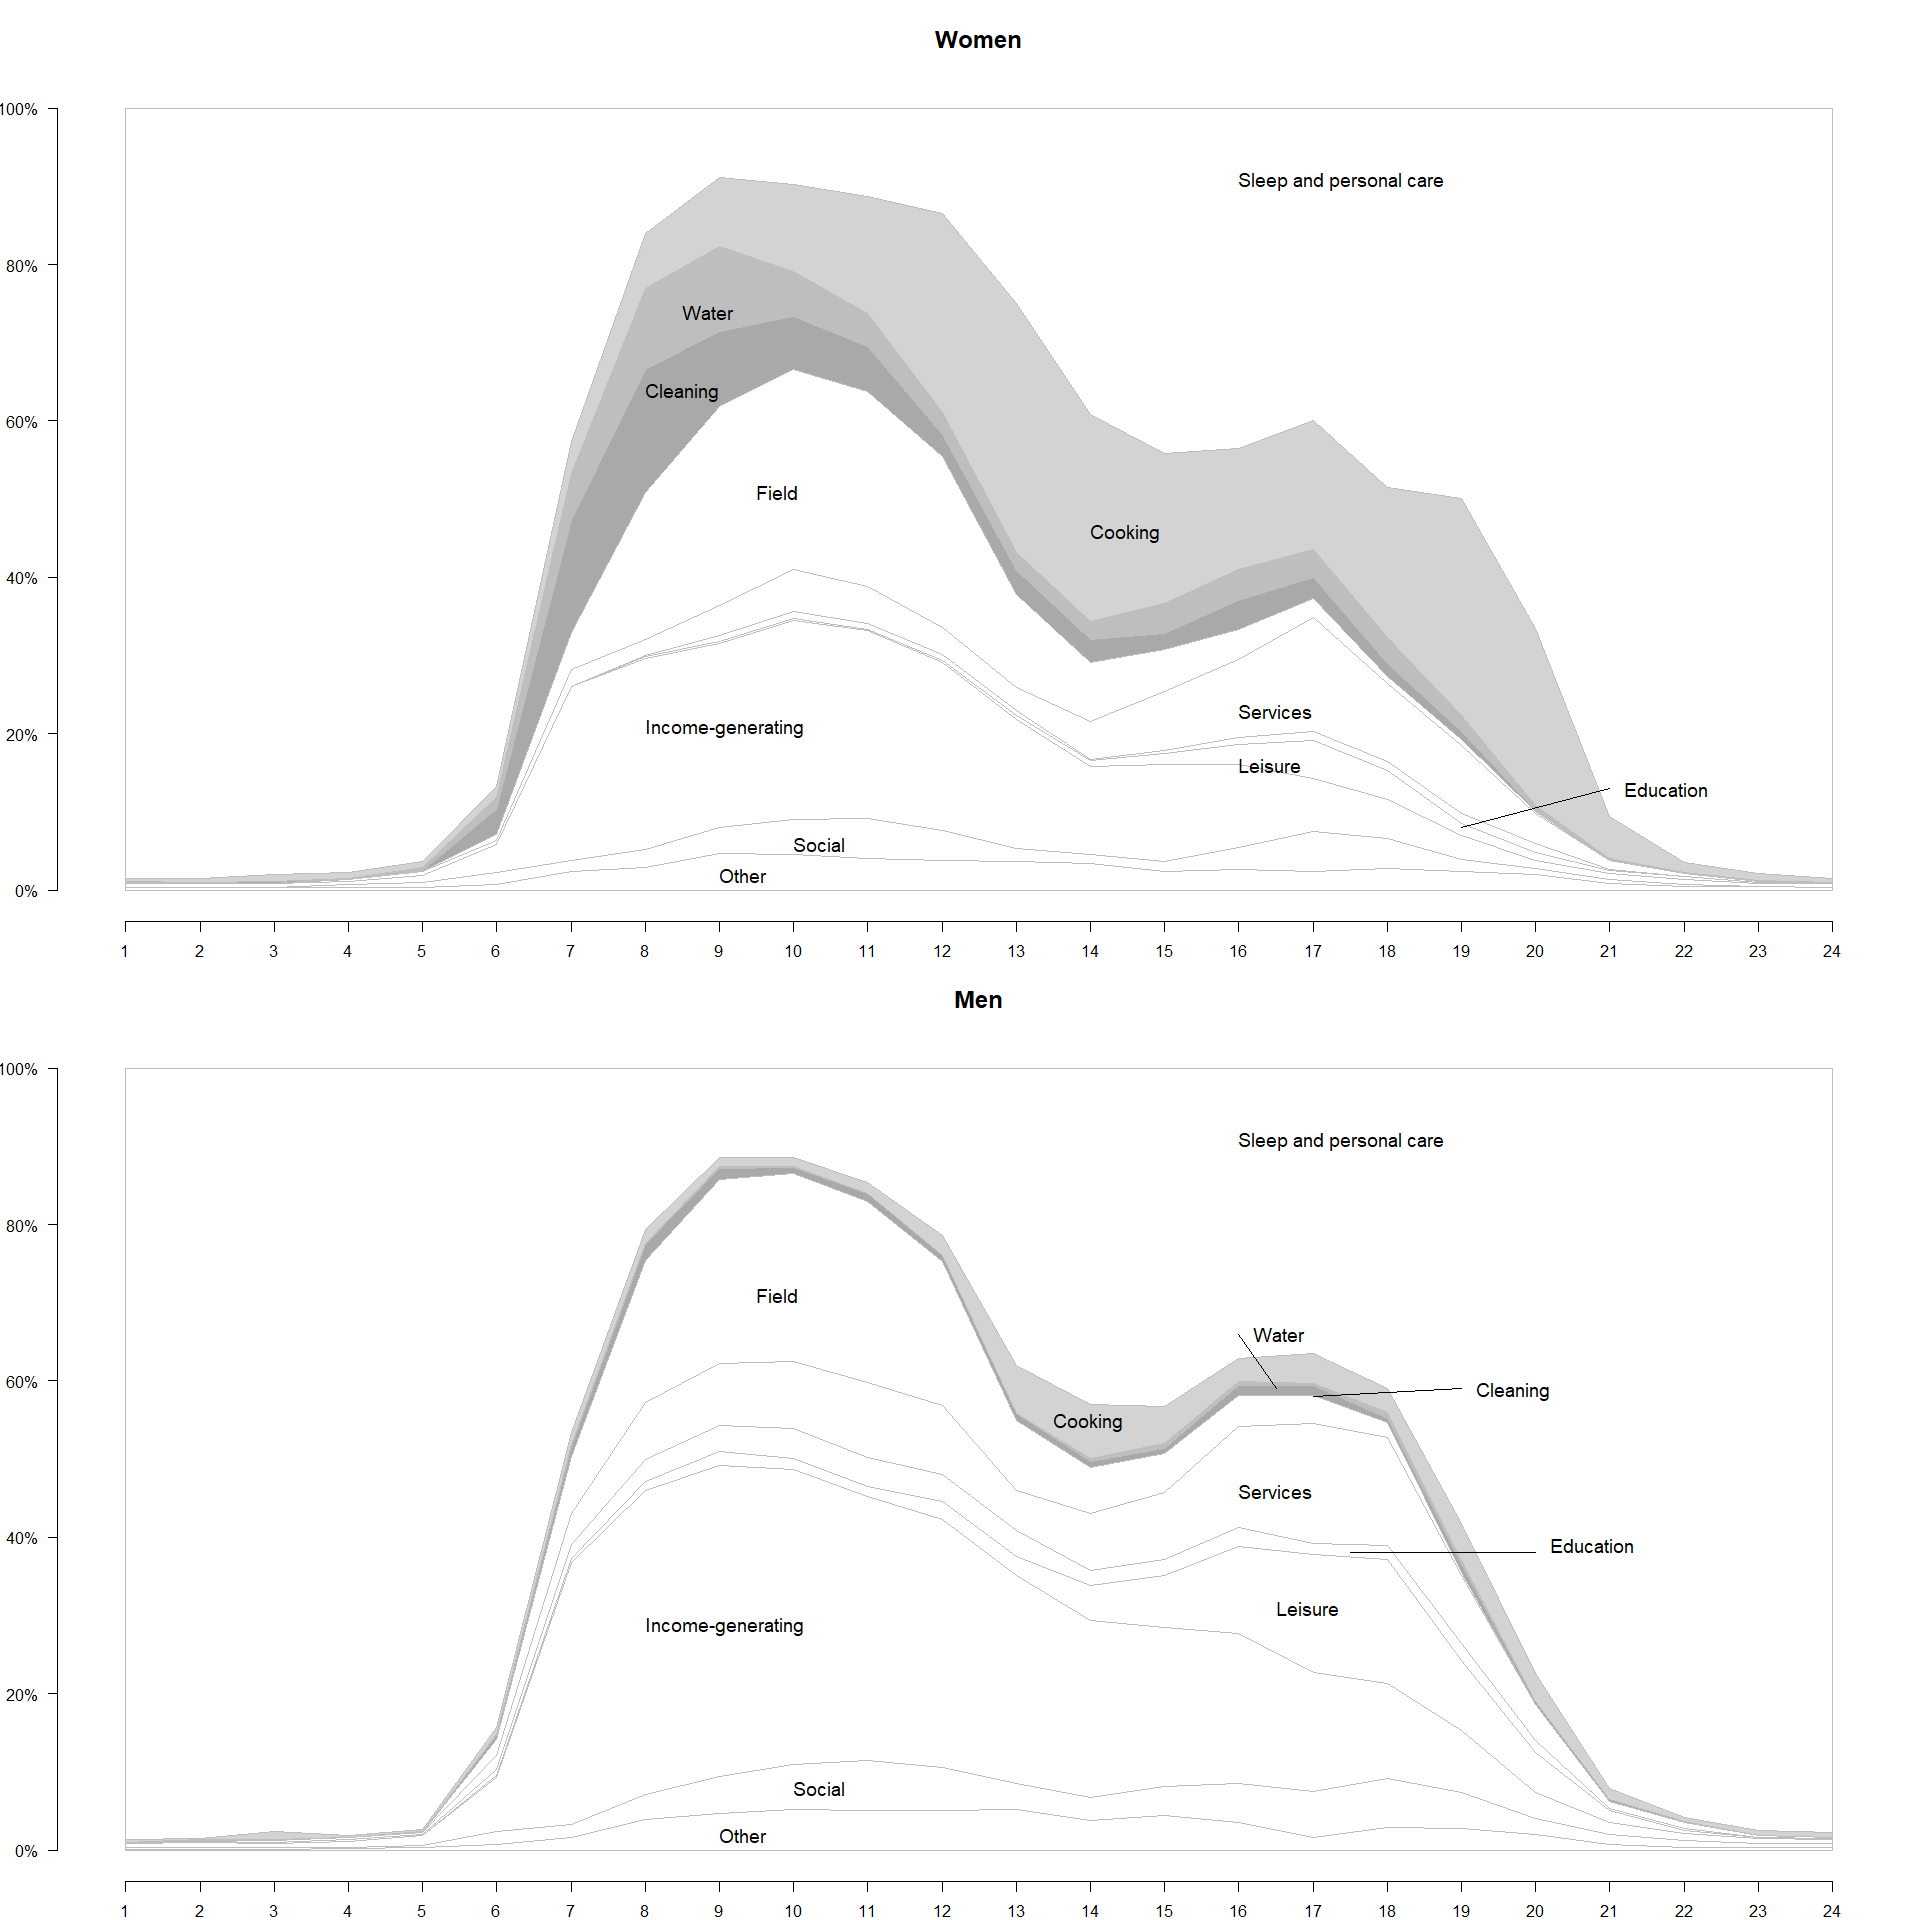 Women
100%
80%
60%
40%
20%
0%
Sleep and personal care
Water
Cleaning
Field
Cooking
Income-generating
Services
Leisure
Education
Social
Other
1 2 3 4 5 6 7 8 9 10 11 12 13 14 15 16 17 18 19 20 21 22 23 24
Men
100%
80%
60%
40%
20%
0%
Sleep and personal care
Field
Water
Cleaning
Cooking
Services
Education
Leisure
Income-generating
Social
Other
1 2 3 4 5 6 7 8 9 10 11 12 13 14 15 16 17 18 19 20 21 22 23 24